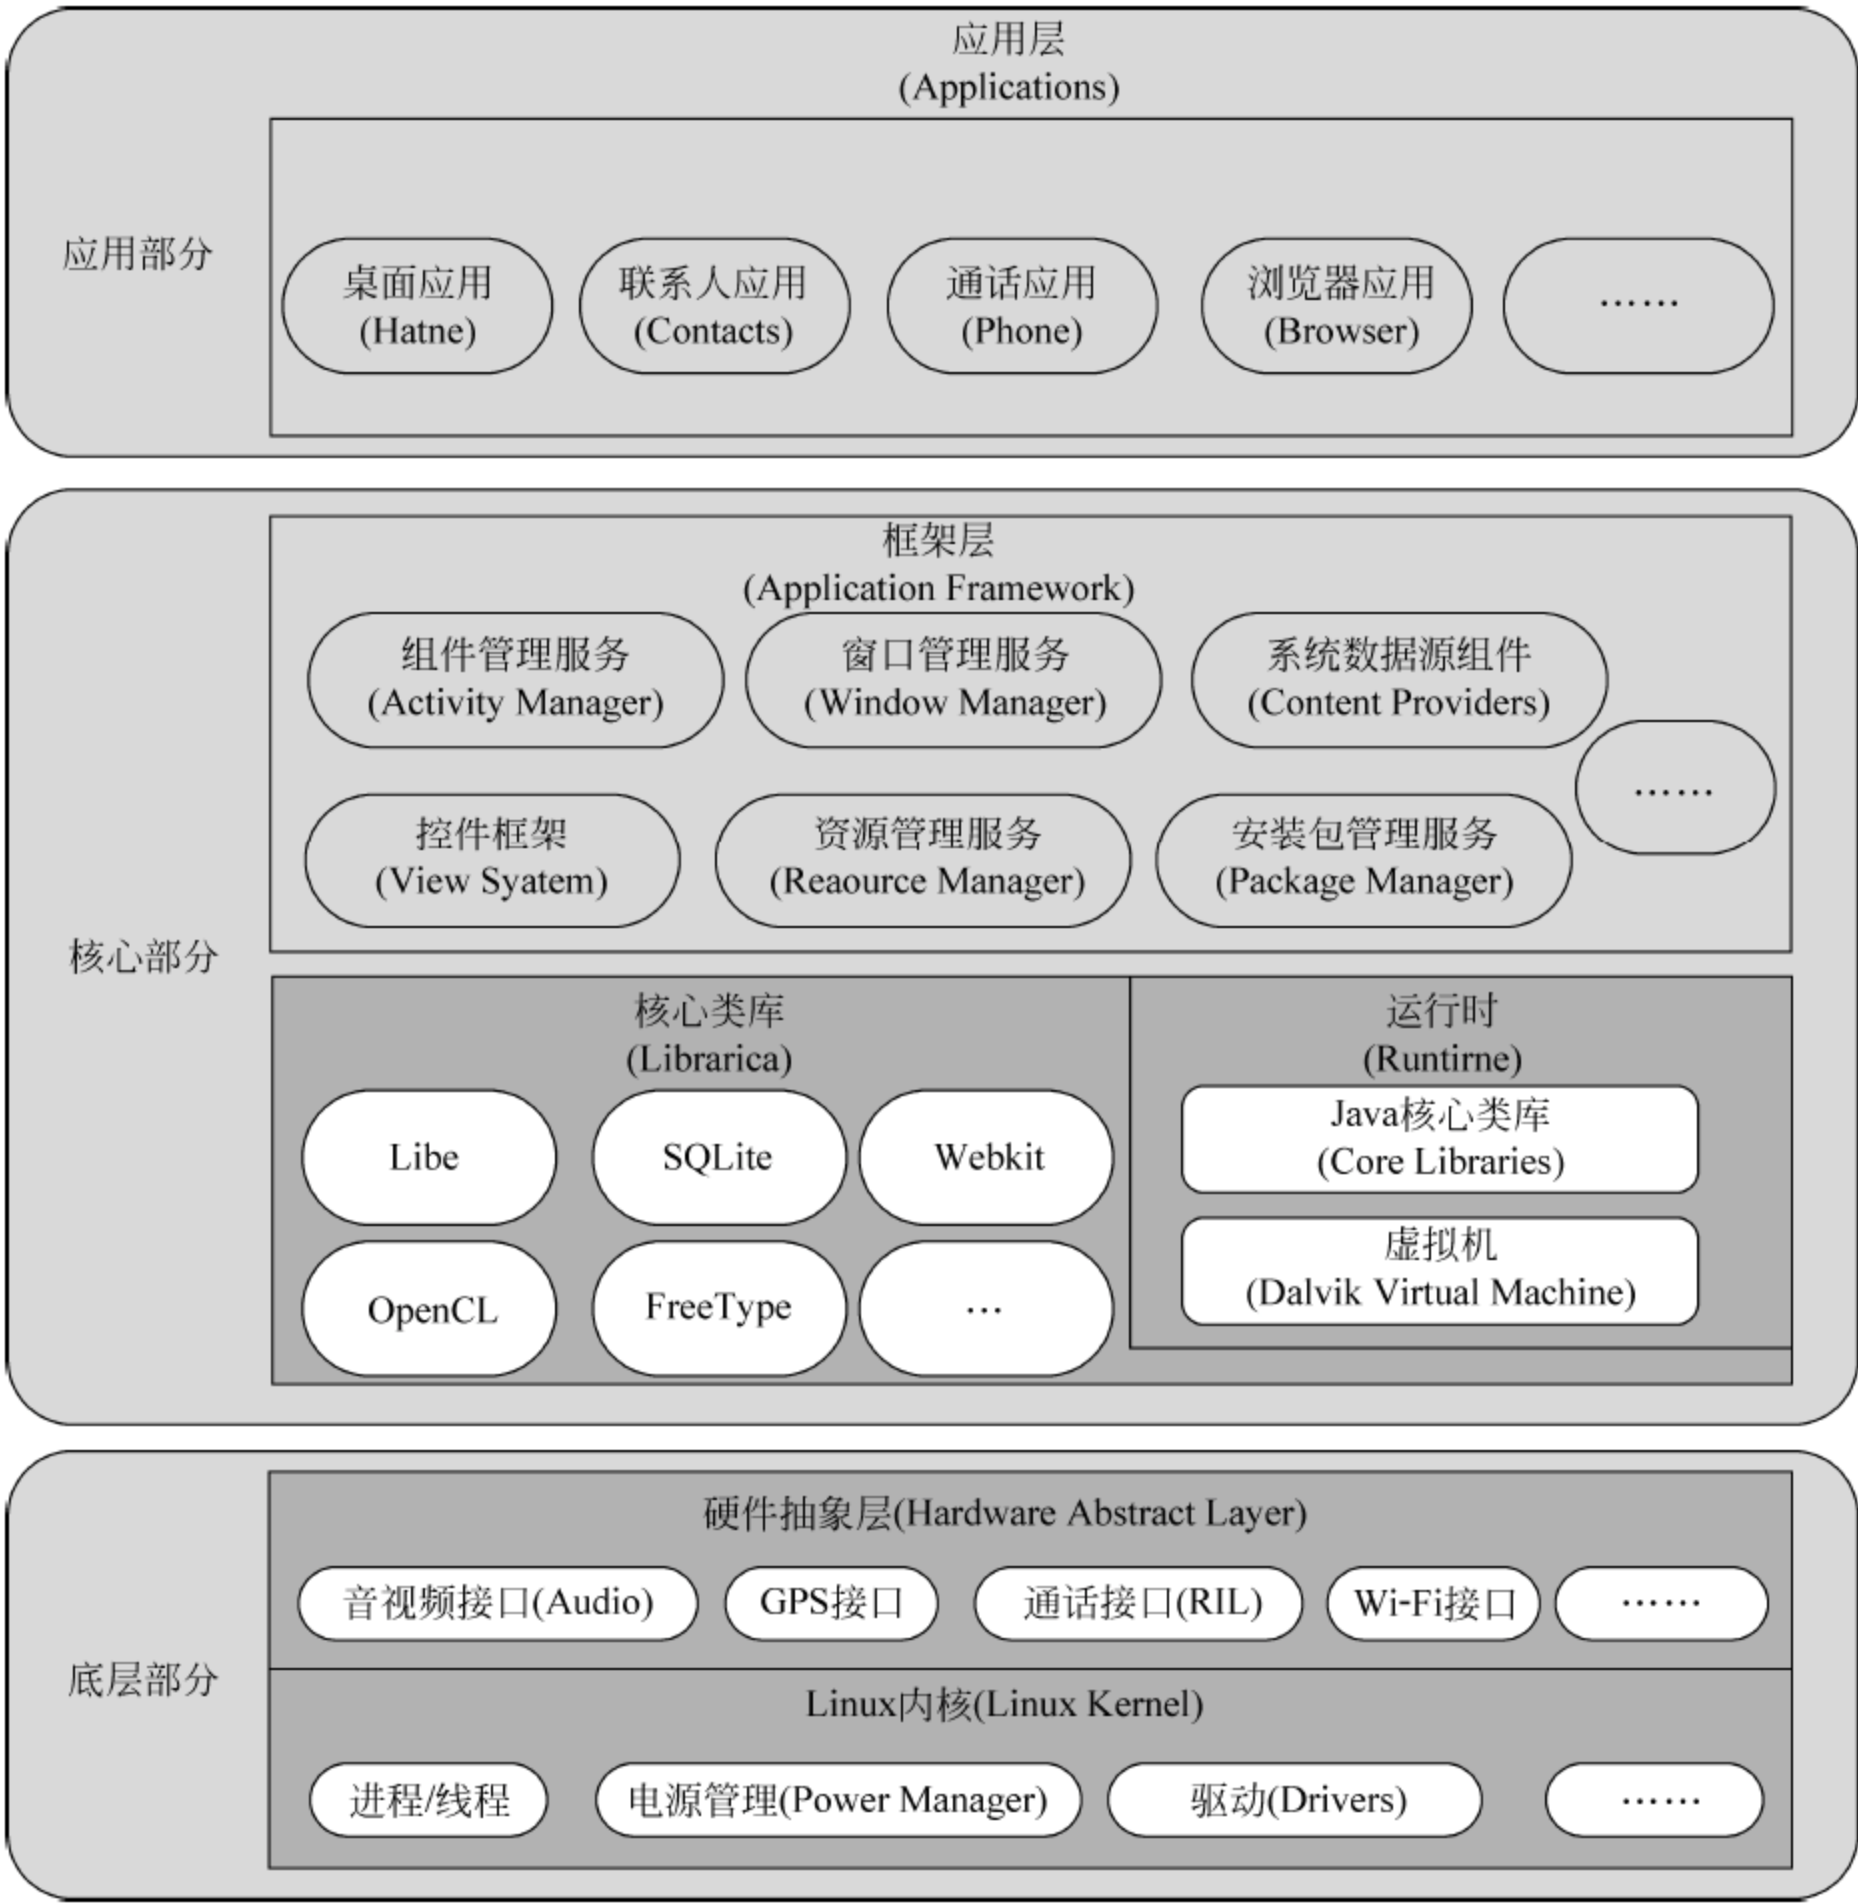 应用层
(Applications)
应用部分
桌面应用
(Hatne)
联系人应用
(Contacts)
通话应用
(Phone)
浏览器应用
(Browser)
……
框架层
(Application Framework)
组件管理服务
(Activity Manager)
窗口管理服务
(Window Manager)
系统数据源组件
(Content Providers)
……
控件框架
(View Syatem)
资源管理服务
(Reaource Manager)
安装包管理服务
(Package Manager)
核心部分
核心类库
(Librarica)
Libe
SQLite
Webkit
OpenCL
FreeType
…
运行时
(Runtirne)
Java核心类库
(Core Libraries)
虚拟机
(Dalvik Virtual Machine)
硬件抽象层(Hardware Abstract Layer)
音视频接口(Audio)
GPS接口
通话接口(RIL)
Wi-Fi接口
……
底层部分
Linux内核(Linux Kernel)
进程/线程
电源管理(Power Manager)
驱动(Drivers)
……